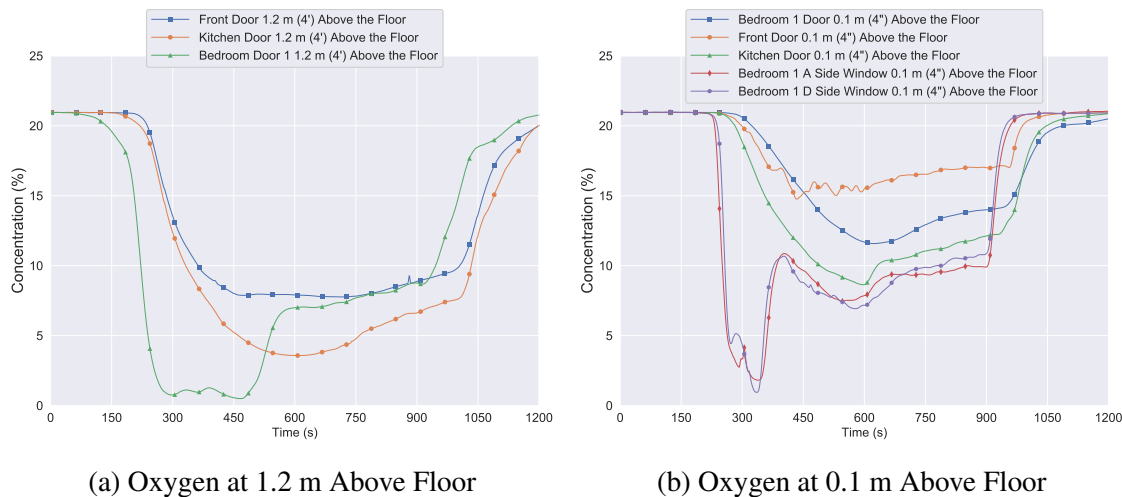 Front Door 1.2 m (4') Above the Floor
Kitchen Door 1.2 m (4') Above the Floor
Bedroom Door 1 1.2 m (4') Above the Floor
25
20
15
10
5
0
Concentration (%)
0 150 300 450 600 750 900 1050 1200
Time (s)
(a) Oxygen at 1.2 m Above Floor
Bedroom 1 Door 0.1 m (4") Above the Floor
Front Door 0.1 m (4") Above the Floor
Kitchen Door 0.1 m (4") Above the Floor
Bedroom 1 A Side Window 0.1 m (4") Above the Floor
Bedroom 1 D Side Window 0.1 m (4") Above the Floor
25
20
15
10
5
0
Concentration (%)
0 150 300 450 600 750 900 1050 1200
Time (s)
(b) Oxygen at 0.1 m Above Floor